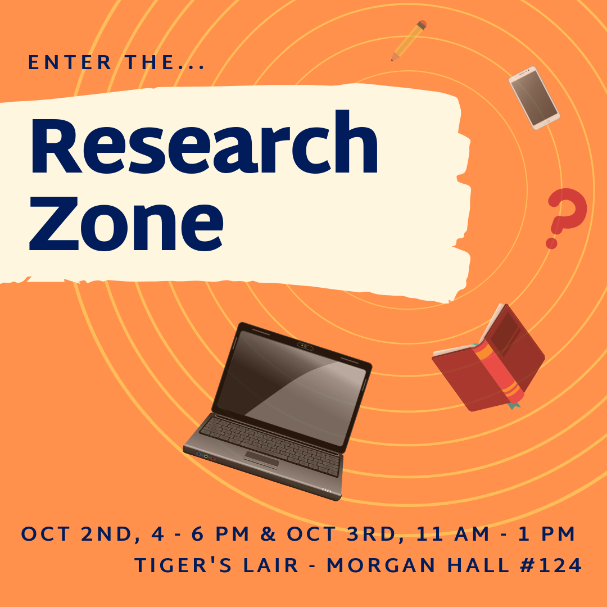 ENTER THE...
Research
Zone
?
OCT 2ND, 4 - 6 PM & OCT 3RD, 11 AM - 1 PM
TIGER'S LAIR - MORGAN HALL #124